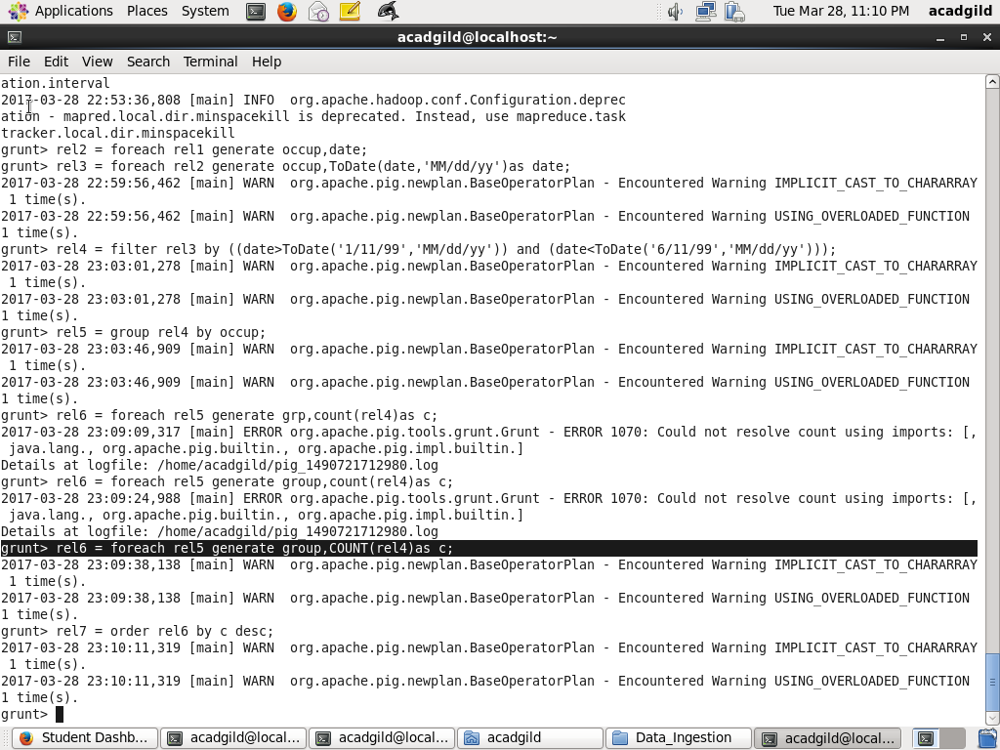 Applications Places System Tue Mar 28, 11:10 PM acadgild
acadgild@localhost:~
File Edit View Search Terminal Help
ation.interval
2017-03-28 22:53:36,808 [main] INFO  org.apache.hadoop.conf.Configuration.deprec
ation - mapred.local.dir.minspacekill is deprecated. Instead, use mapreduce.task
tracker.local.dir.minspacekill
grunt> rel2 = foreach rel1 generate occup,date;
grunt> rel3 = foreach rel2 generate occup,ToDate(date,'MM/dd/yy')as date;
2017-03-28 22:59:56,462 [main] WARN  org.apache.pig.newplan.BaseOperatorPlan - Encountered Warning IMPLICIT_CAST_TO_CHARARRAY
 1 time(s).
2017-03-28 22:59:56,462 [main] WARN  org.apache.pig.newplan.BaseOperatorPlan - Encountered Warning USING_OVERLOADED_FUNCTION
1 time(s).
grunt> rel4 = filter rel3 by ((date>ToDate('1/11/99','MM/dd/yy')) and (date<ToDate('6/11/99','MM/dd/yy')));
2017-03-28 23:03:01,278 [main] WARN  org.apache.pig.newplan.BaseOperatorPlan - Encountered Warning IMPLICIT_CAST_TO_CHARARRAY
 1 time(s).
2017-03-28 23:03:01,278 [main] WARN  org.apache.pig.newplan.BaseOperatorPlan - Encountered Warning USING_OVERLOADED_FUNCTION
1 time(s).
grunt> rel5 = group rel4 by occup;
2017-03-28 23:03:46,909 [main] WARN  org.apache.pig.newplan.BaseOperatorPlan - Encountered Warning IMPLICIT_CAST_TO_CHARARRAY
 1 time(s).
2017-03-28 23:03:46,909 [main] WARN  org.apache.pig.newplan.BaseOperatorPlan - Encountered Warning USING_OVERLOADED_FUNCTION
1 time(s).
grunt> rel6 = foreach rel5 generate grp,count(rel4)as c;
2017-03-28 23:09:09,317 [main] ERROR org.apache.pig.tools.grunt.Grunt - ERROR 1070: Could not resolve count using imports: [,
 java.lang., org.apache.pig.builtin., org.apache.pig.impl.builtin.]
Details at logfile: /home/acadgild/pig_1490721712980.log
grunt> rel6 = foreach rel5 generate group,count(rel4)as c;
2017-03-28 23:09:24,988 [main] ERROR org.apache.pig.tools.grunt.Grunt - ERROR 1070: Could not resolve count using imports: [,
 java.lang., org.apache.pig.builtin., org.apache.pig.impl.builtin.]
Details at logfile: /home/acadgild/pig_1490721712980.log
grunt> rel6 = foreach rel5 generate group,COUNT(rel4)as c;
2017-03-28 23:09:38,138 [main] WARN  org.apache.pig.newplan.BaseOperatorPlan - Encountered Warning IMPLICIT_CAST_TO_CHARARRAY
 1 time(s).
2017-03-28 23:09:38,138 [main] WARN  org.apache.pig.newplan.BaseOperatorPlan - Encountered Warning USING_OVERLOADED_FUNCTION
1 time(s).
grunt> rel7 = order rel6 by c desc;
2017-03-28 23:10:11,319 [main] WARN  org.apache.pig.newplan.BaseOperatorPlan - Encountered Warning IMPLICIT_CAST_TO_CHARARRAY
 1 time(s).
2017-03-28 23:10:11,319 [main] WARN  org.apache.pig.newplan.BaseOperatorPlan - Encountered Warning USING_OVERLOADED_FUNCTION
1 time(s).
grunt>
Student Dashb... acadgild@local... acadgild@local... acadgild Data_Ingestion acadgild@local...